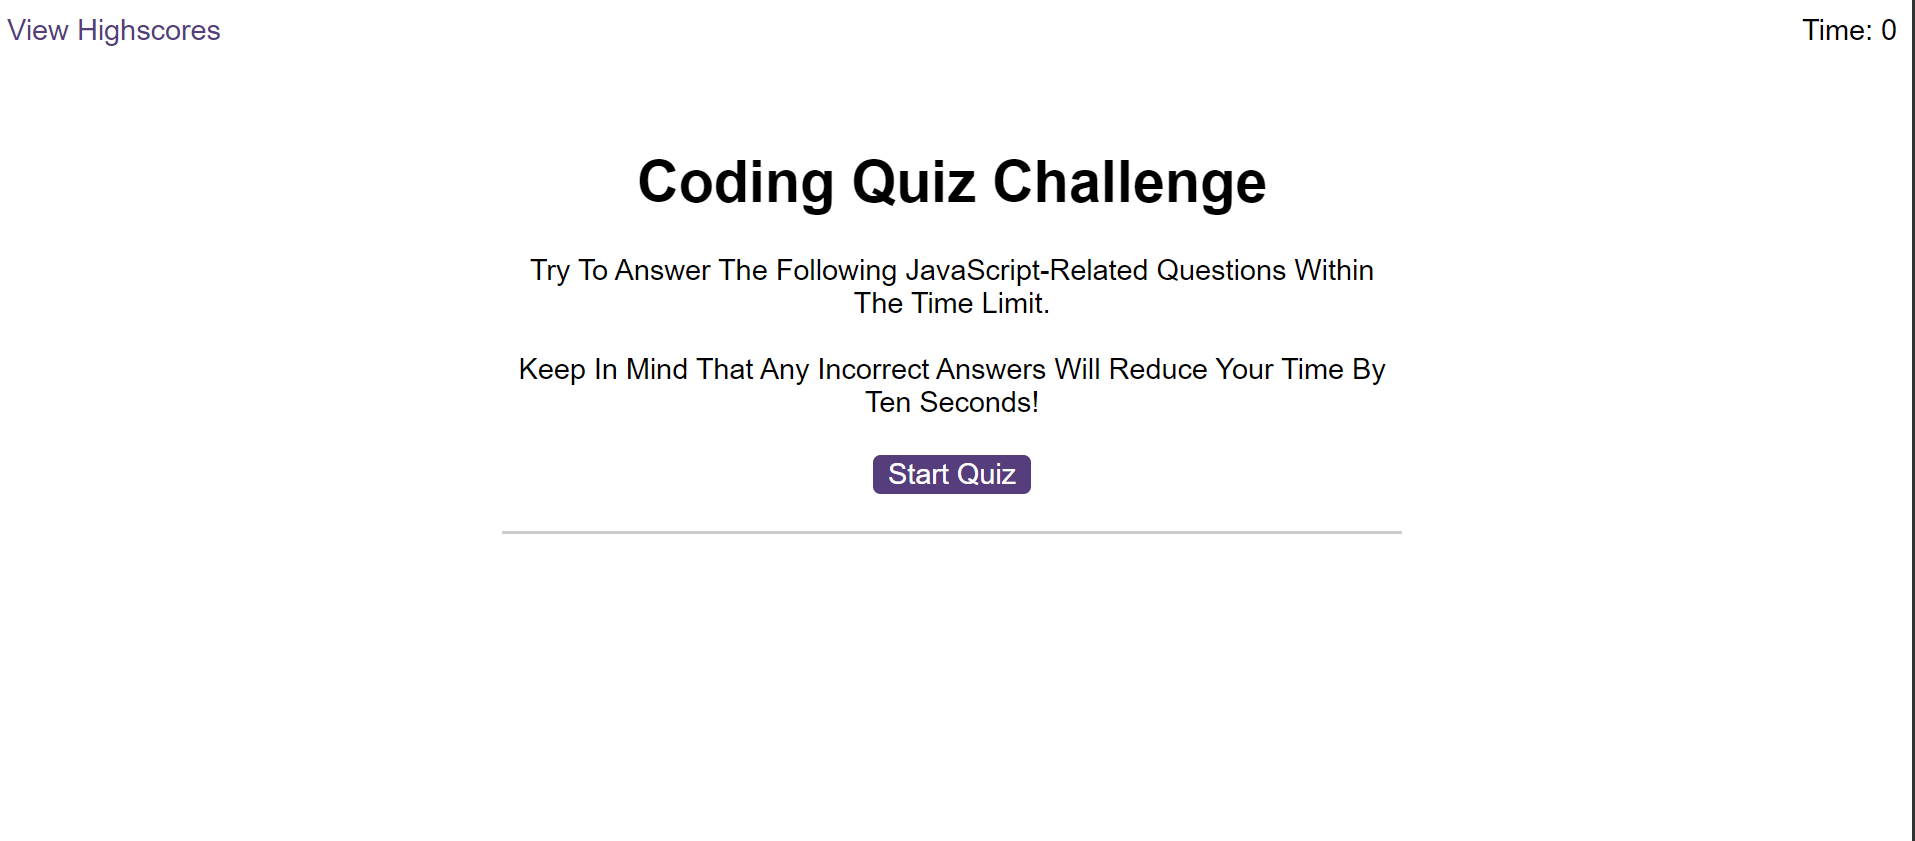 View Highscores
Time: 0
Coding Quiz Challenge
Try To Answer The Following JavaScript-Related Questions Within
The Time Limit.
Keep In Mind That Any Incorrect Answers Will Reduce Your Time By
Ten Seconds!
Start Quiz